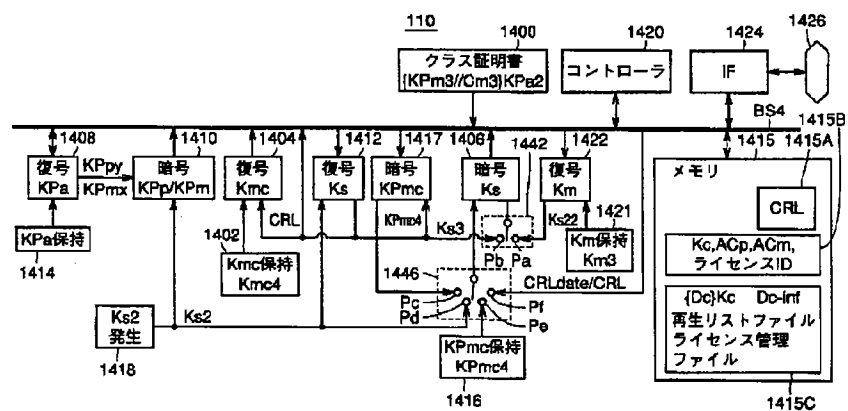 110
1400
クラス証明書
{KPm3//Cm3}KPa2
1420
コントローラ
1424
IF
1426
BS4
1408
復号
KPa
KPpy
KPmx
1410
暗号
KPp/KPm
1404
復号
Kmc
1412
復号
Ks
1417
暗号
KPmc
1406
暗号
Ks
1442
1422
復号
Km
1415
1415B
1415A
メモリ
CRL
Kc,ACp,ACm,
ライセンスID
{Dc}Kc Dc-inf
再生リストファイル
ライセンス管理
ファイル
1415C
KPa保持
1414
1402
Kmc保持
Kmc4
CRL
KPmc4
Ks3
Pb
Pa
Ks22
1421
Km保持
Km3
1446
Pc
Pd
Pf
Pe
CRLdate/CRL
Ks2
発生
1418
Ks2
KPmc保持
KPmc4
1416